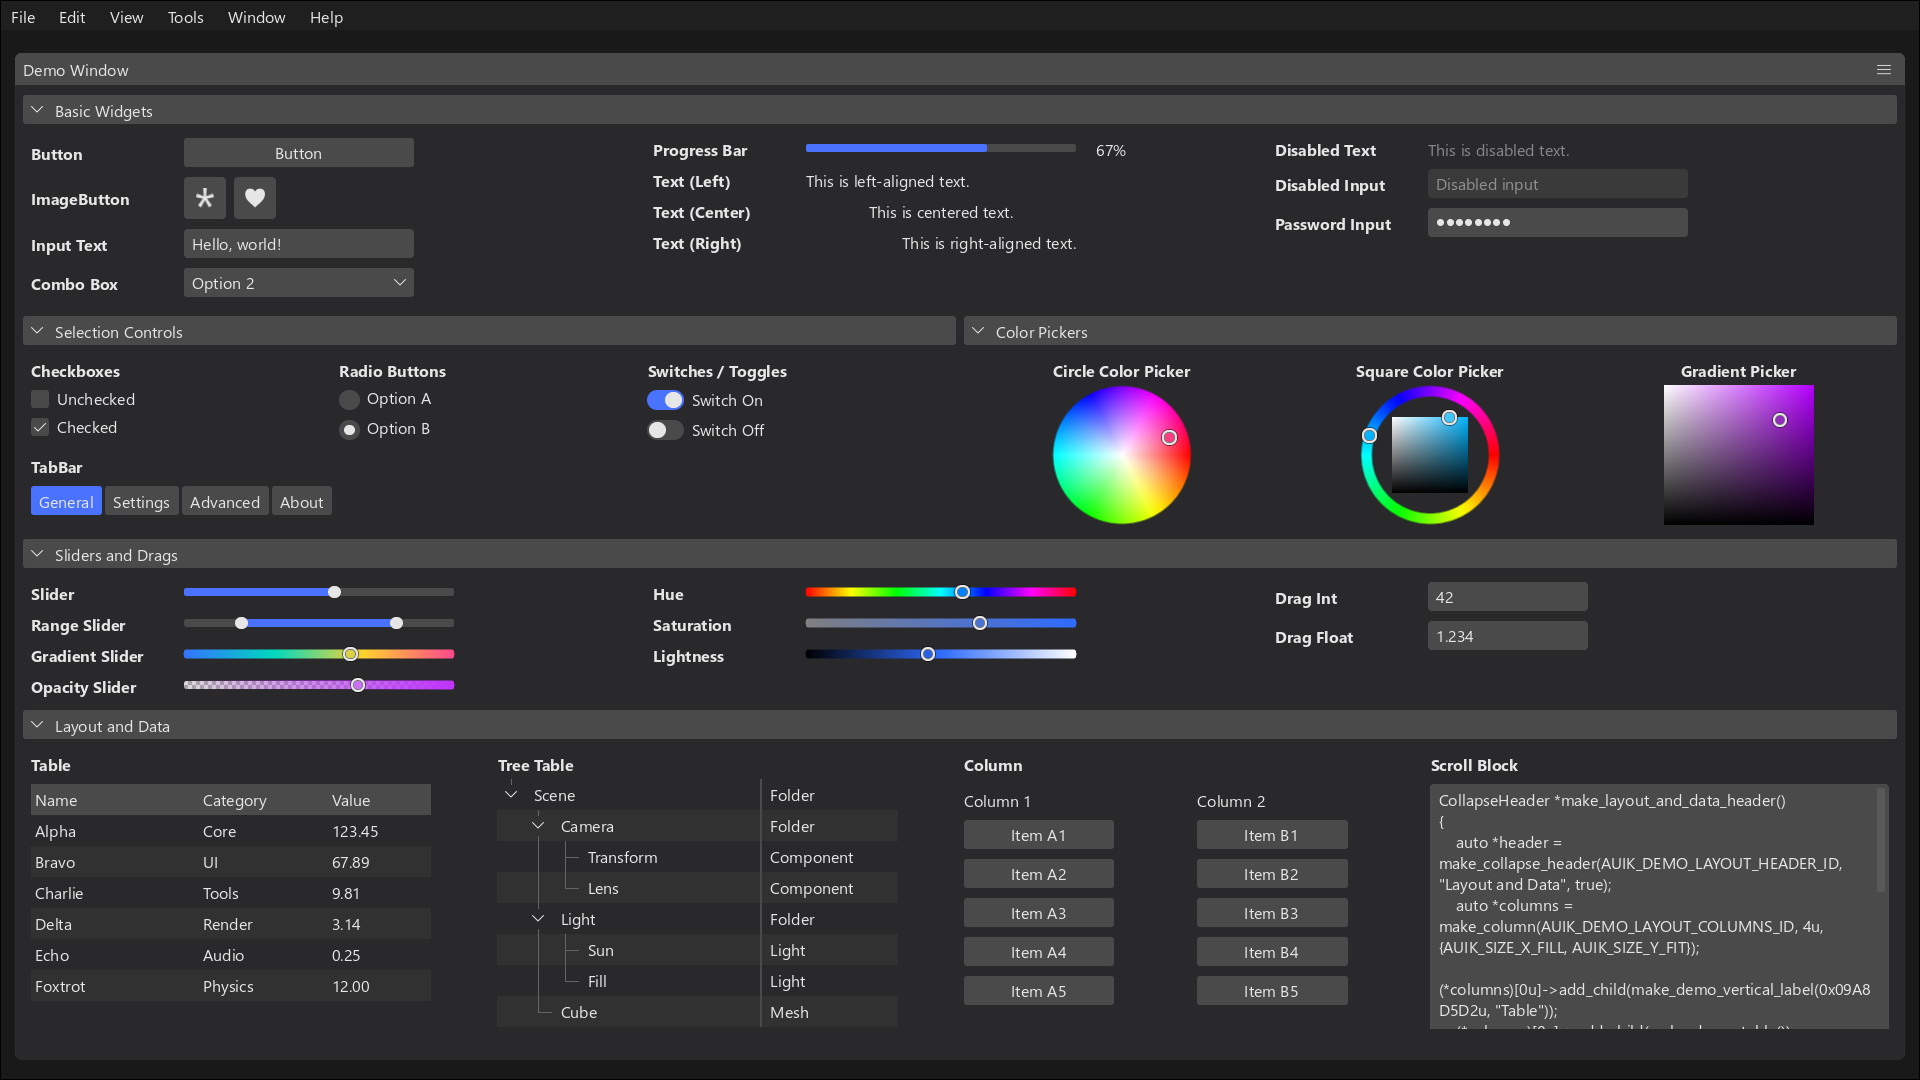 File Edit View Tools Window Help
Demo Window
Basic Widgets
Button Button
ImageButton
Input Text Hello, world!
Combo Box Option 2
Progress Bar 67%
Text (Left) This is left-aligned text.
Text (Center) This is centered text.
Text (Right) This is right-aligned text.
Disabled Text This is disabled text.
Disabled Input Disabled input
Password Input ●●●●●●●●
Selection Controls
Checkboxes
Unchecked
Checked
Radio Buttons
Option A
Option B
Switches / Toggles
Switch On
Switch Off
TabBar
General Settings Advanced About
Color Pickers
Circle Color Picker
Square Color Picker
Gradient Picker
Sliders and Drags
Slider
Range Slider
Gradient Slider
Opacity Slider
Hue
Saturation
Lightness
Drag Int 42
Drag Float 1.234
Layout and Data
Table
Name Category Value
Alpha Core 123.45
Bravo UI 67.89
Charlie Tools 9.81
Delta Render 3.14
Echo Audio 0.25
Foxtrot Physics 12.00
Tree Table
Scene Folder
Camera Folder
Transform Component
Lens Component
Light Folder
Sun Light
Fill Light
Cube Mesh
Column
Column 1
Item A1
Item A2
Item A3
Item A4
Item A5
Column 2
Item B1
Item B2
Item B3
Item B4
Item B5
Scroll Block
CollapseHeader *make_layout_and_data_header()
{
auto *header =
make_collapse_header(AUIK_DEMO_LAYOUT_HEADER_ID,
"Layout and Data", true);
auto *columns =
make_column(AUIK_DEMO_LAYOUT_COLUMNS_ID, 4u,
{AUIK_SIZE_X_FILL, AUIK_SIZE_Y_FIT});
(*columns)[0u]->add_child(make_demo_vertical_label(0x09A8
D5D2u, "Table"));